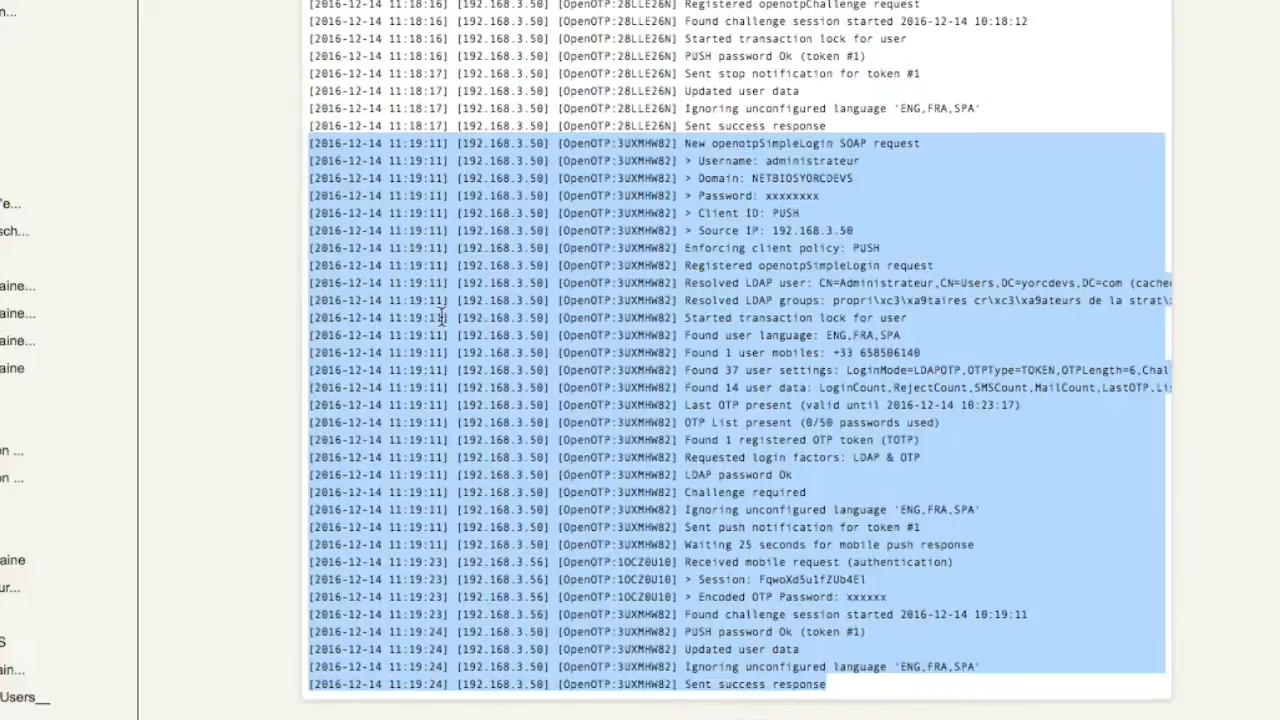 n...
'e...
sch...
aine...
aine...
aine...
aine
on ...
on ...
aine
ur...
S
ain...
Users__
[2016-12-14 11:18:16] [192.168.3.50] [OpenOTP:28LLE26N] Registered openotpChallenge request
[2016-12-14 11:18:16] [192.168.3.50] [OpenOTP:28LLE26N] Found challenge session started 2016-12-14 10:18:12
[2016-12-14 11:18:16] [192.168.3.50] [OpenOTP:28LLE26N] Started transaction lock for user
[2016-12-14 11:18:16] [192.168.3.50] [OpenOTP:28LLE26N] PUSH password Ok (token #1)
[2016-12-14 11:18:17] [192.168.3.50] [OpenOTP:28LLE26N] Sent stop notification for token #1
[2016-12-14 11:18:17] [192.168.3.50] [OpenOTP:28LLE26N] Updated user data
[2016-12-14 11:18:17] [192.168.3.50] [OpenOTP:28LLE26N] Ignoring unconfigured language 'ENG,FRA,SPA'
[2016-12-14 11:18:17] [192.168.3.50] [OpenOTP:28LLE26N] Sent success response
[2016-12-14 11:19:11] [192.168.3.50] [OpenOTP:3UXMHW82] New openotpSimpleLogin SOAP request
[2016-12-14 11:19:11] [192.168.3.50] [OpenOTP:3UXMHW82] > Username: administrateur
[2016-12-14 11:19:11] [192.168.3.50] [OpenOTP:3UXMHW82] > Domain: NETBIOSYORCDEVS
[2016-12-14 11:19:11] [192.168.3.50] [OpenOTP:3UXMHW82] > Password: xxxxxxxx
[2016-12-14 11:19:11] [192.168.3.50] [OpenOTP:3UXMHW82] > Client ID: PUSH
[2016-12-14 11:19:11] [192.168.3.50] [OpenOTP:3UXMHW82] > Source IP: 192.168.3.50
[2016-12-14 11:19:11] [192.168.3.50] [OpenOTP:3UXMHW82] Enforcing client policy: PUSH
[2016-12-14 11:19:11] [192.168.3.50] [OpenOTP:3UXMHW82] Registered openotpSimpleLogin request
[2016-12-14 11:19:11] [192.168.3.50] [OpenOTP:3UXMHW82] Resolved LDAP user: CN=Administrateur,CN=Users,DC=yorcdevs,DC=com (cache
[2016-12-14 11:19:11] [192.168.3.50] [OpenOTP:3UXMHW82] Resolved LDAP groups: propri\xc3\xa9taires cr\xc3\xa9ateurs de la strat\
[2016-12-14 11:19:11] [192.168.3.50] [OpenOTP:3UXMHW82] Started transaction lock for user
[2016-12-14 11:19:11] [192.168.3.50] [OpenOTP:3UXMHW82] Found user language: ENG,FRA,SPA
[2016-12-14 11:19:11] [192.168.3.50] [OpenOTP:3UXMHW82] Found 1 user mobiles: +33 658506140
[2016-12-14 11:19:11] [192.168.3.50] [OpenOTP:3UXMHW82] Found 37 user settings: LoginMode=LDAPOTP,OTPType=TOKEN,OTPLength=6,Chal
[2016-12-14 11:19:11] [192.168.3.50] [OpenOTP:3UXMHW82] Found 14 user data: LoginCount,RejectCount,SMSCount,MailCount,LastOTP,Li
[2016-12-14 11:19:11] [192.168.3.50] [OpenOTP:3UXMHW82] Last OTP present (valid until 2016-12-14 10:23:17)
[2016-12-14 11:19:11] [192.168.3.50] [OpenOTP:3UXMHW82] OTP List present (0/50 passwords used)
[2016-12-14 11:19:11] [192.168.3.50] [OpenOTP:3UXMHW82] Found 1 registered OTP token (TOTP)
[2016-12-14 11:19:11] [192.168.3.50] [OpenOTP:3UXMHW82] Requested login factors: LDAP & OTP
[2016-12-14 11:19:11] [192.168.3.50] [OpenOTP:3UXMHW82] LDAP password Ok
[2016-12-14 11:19:11] [192.168.3.50] [OpenOTP:3UXMHW82] Challenge required
[2016-12-14 11:19:11] [192.168.3.50] [OpenOTP:3UXMHW82] Ignoring unconfigured language 'ENG,FRA,SPA'
[2016-12-14 11:19:11] [192.168.3.50] [OpenOTP:3UXMHW82] Sent push notification for token #1
[2016-12-14 11:19:11] [192.168.3.50] [OpenOTP:3UXMHW82] Waiting 25 seconds for mobile push response
[2016-12-14 11:19:23] [192.168.3.56] [OpenOTP:1OCZ0U10] Received mobile request (authentication)
[2016-12-14 11:19:23] [192.168.3.56] [OpenOTP:1OCZ0U10] > Session: FqwoXd5u1fZUb4El
[2016-12-14 11:19:23] [192.168.3.56] [OpenOTP:1OCZ0U10] > Encoded OTP Password: xxxxxx
[2016-12-14 11:19:23] [192.168.3.56] [OpenOTP:3UXMHW82] Found challenge session started 2016-12-14 10:19:11
[2016-12-14 11:19:24] [192.168.3.50] [OpenOTP:3UXMHW82] PUSH password Ok (token #1)
[2016-12-14 11:19:24] [192.168.3.50] [OpenOTP:3UXMHW82] Updated user data
[2016-12-14 11:19:24] [192.168.3.50] [OpenOTP:3UXMHW82] Ignoring unconfigured language 'ENG,FRA,SPA'
[2016-12-14 11:19:24] [192.168.3.50] [OpenOTP:3UXMHW82] Sent success response